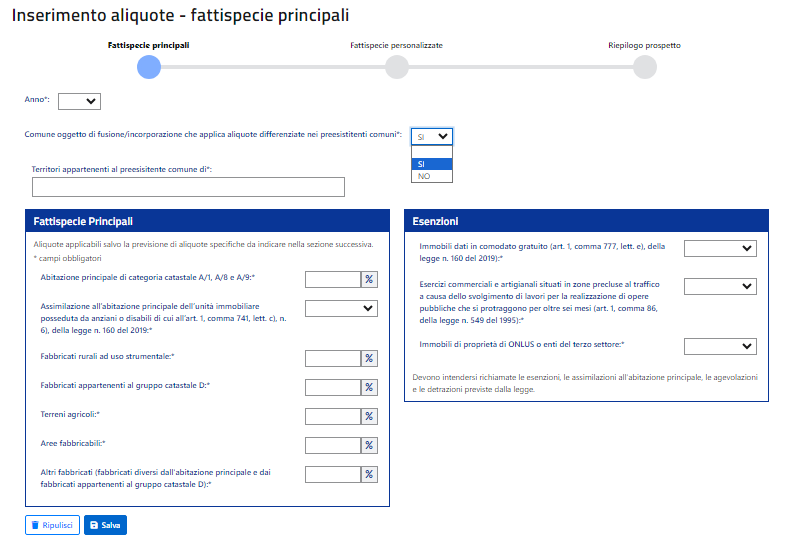 Inserimento aliquote - fattispecie principali
Fattispecie principali
Fattispecie personalizzate
Riepilogo prospetto
Anno*:
Comune oggetto di fusione/incorporazione che applica aliquote differenziate nei preesistitenti comuni*:
SI
SI
NO
Territori appartenenti al preesisitente comune di*:
Fattispecie Principali
Aliquote applicabili salvo la previsione di aliquote specifiche da indicare nella sezione successiva.
* campi obbligatori
Abitazione principale di categoria catastale A/1, A/8 e A/9:*
%
Assimilazione all'abitazione principale dell'unità immobiliare
posseduta da anziani o disabili di cui all'art. 1, comma 741, lett. c), n.
6), della legge n. 160 del 2019:*
Fabbricati rurali ad uso strumentale:*
%
Fabbricati appartenenti al gruppo catastale D:*
%
Terreni agricoli:*
%
Aree fabbricabili:*
%
Altri fabbricati (fabbricati diversi dall'abitazione principale e dai
fabbricati appartenenti al gruppo catastale D):*
%
Esenzioni
Immobili dati in comodato gratuito (art. 1, comma 777, lett. e), della
legge n. 160 del 2019):*
Esercizi commerciali e artigianali situati in zone precluse al traffico
a causa dello svolgimento di lavori per la realizzazione di opere
pubbliche che si protraggono per oltre sei mesi (art. 1, comma 86,
della legge n. 549 del 1995):*
Immobili di proprietà di ONLUS o enti del terzo settore:*
Devono intendersi richiamate le esenzioni, le assimilazioni all'abitazione principale, le agevolazioni
e le detrazioni previste dalla legge.
Ripulisci
Salva